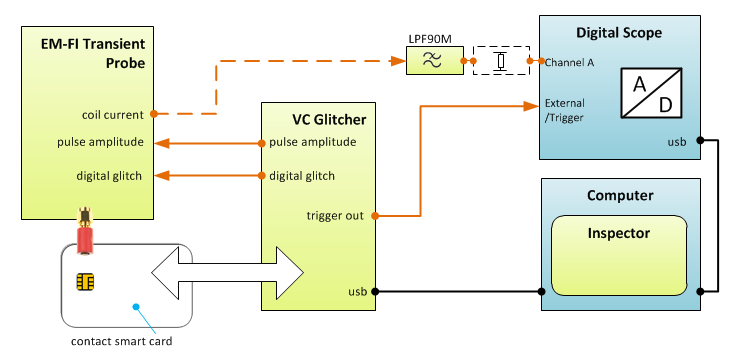 EM-FI Transient
Probe
coil current
pulse amplitude
digital glitch
VC Glitcher
pulse amplitude
digital glitch
trigger out
usb
LPF90M
Digital Scope
Channel A
External
/Trigger
A
D
usb
Computer
Inspector
contact smart card